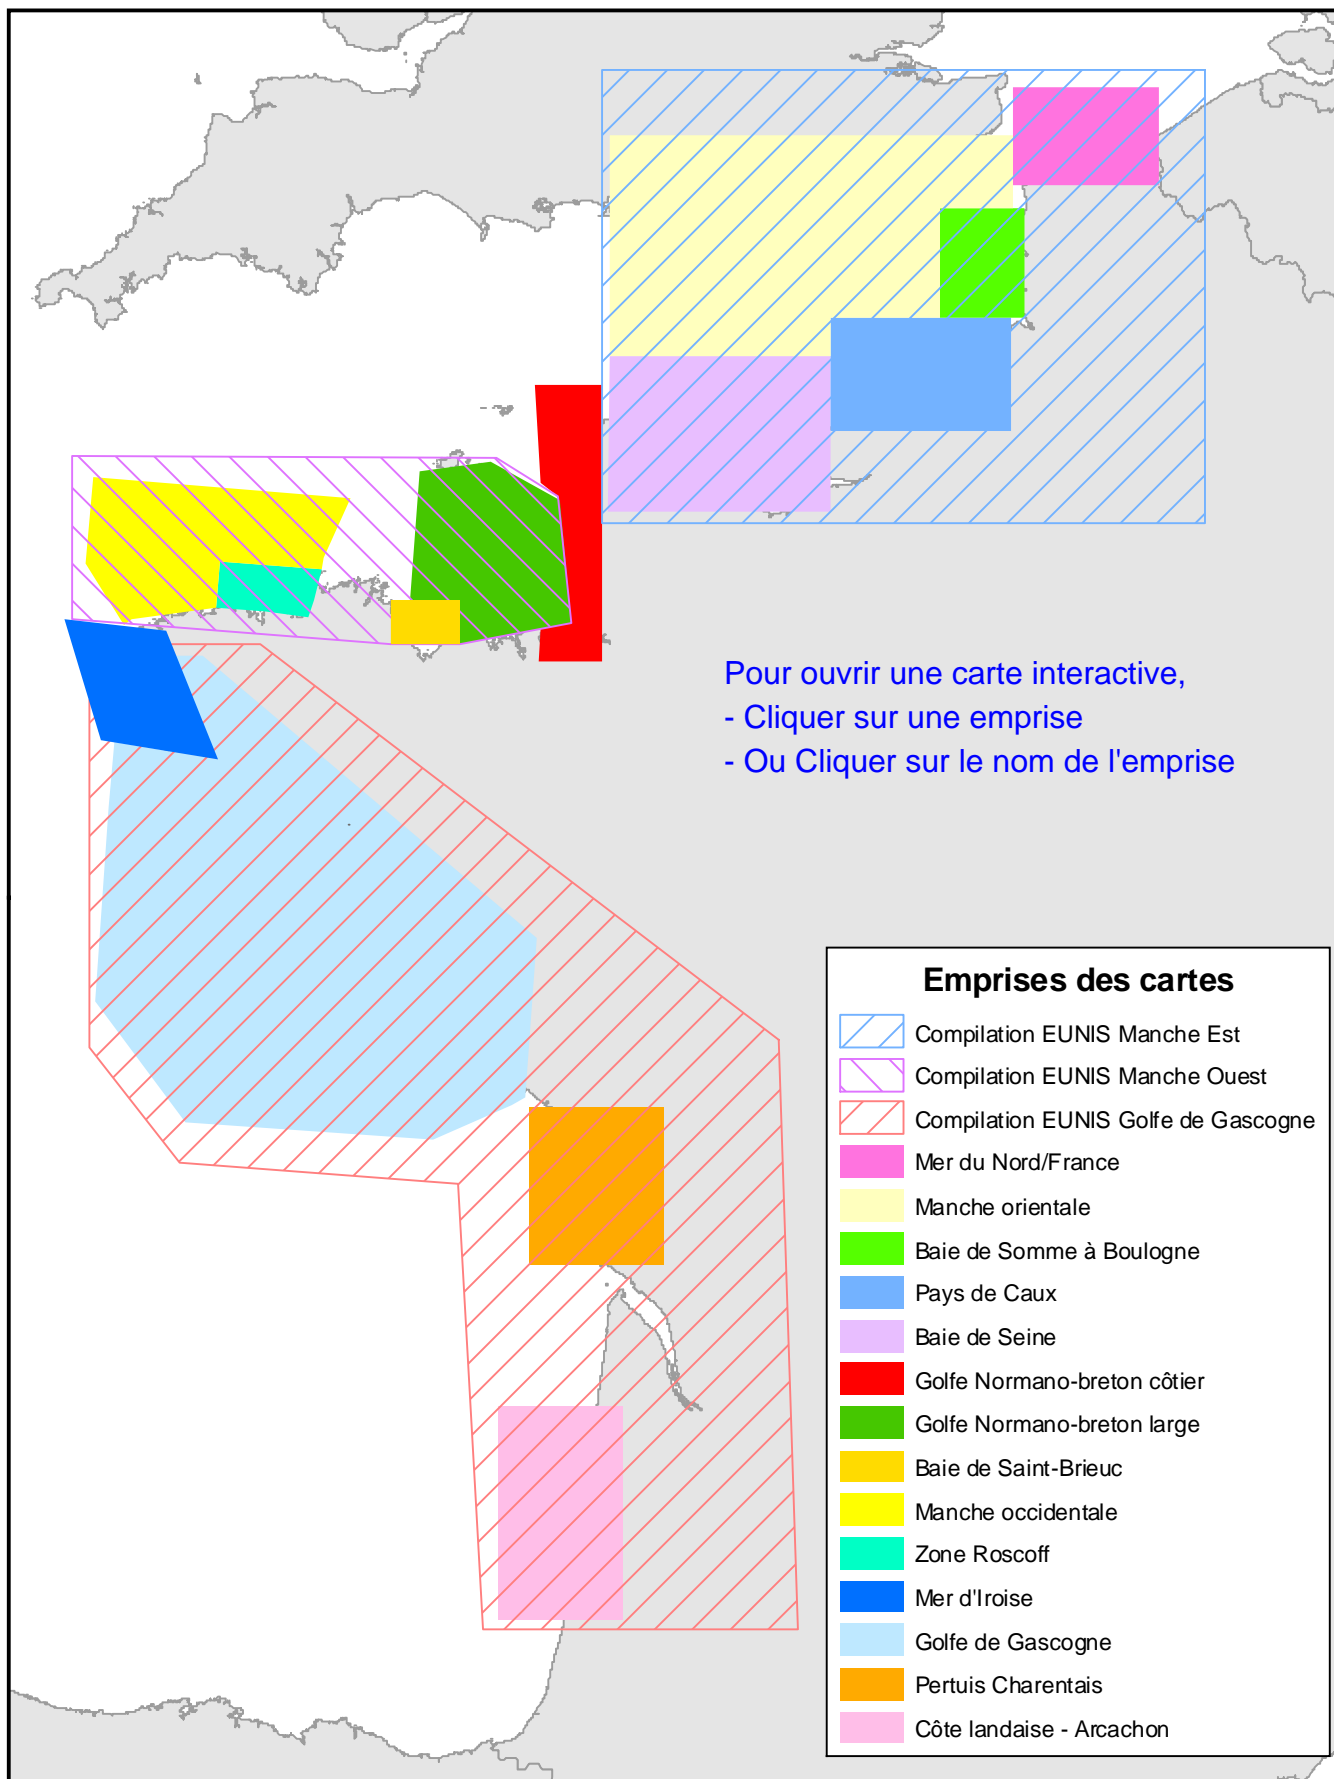 Pour ouvrir une carte interactive,
- Cliquer sur une emprise
- Ou Cliquer sur le nom de l'emprise
Emprises des cartes
Compilation EUNIS Manche Est
Compilation EUNIS Manche Ouest
Compilation EUNIS Golfe de Gascogne
Mer du Nord/France
Manche orientale
Baie de Somme à Boulogne
Pays de Caux
Baie de Seine
Golfe Normano-breton côtier
Golfe Normano-breton large
Baie de Saint-Brieuc
Manche occidentale
Zone Roscoff
Mer d'Iroise
Golfe de Gascogne
Pertuis Charentais
Côte landaise - Arcachon